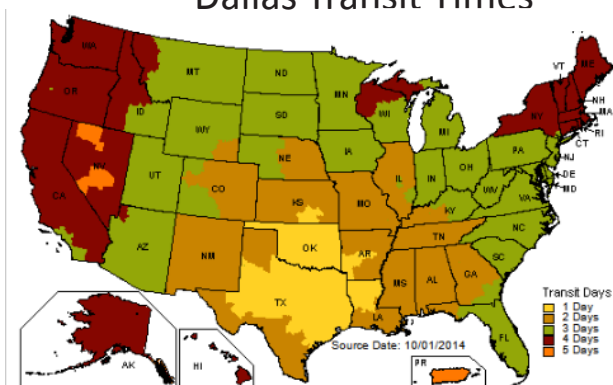 Dallas Transit Times
WA
MT
ND
MN
ME
VT
OR
ID
SD
WI
MI
NY
NH
MA
RI
CT
WY
IA
PA
NJ
NV
NE
IL
IN
OH
DE
MD
UT
CO
WV
VA
CA
KS
MO
KY
NC
TN
AZ
NM
OK
AR
SC
MS
AL
GA
TX
LA
FL
Transit Days
1 Day
2 Days
3 Days
4 Days
5 Days
Source Date: 10/01/2014
AK
HI
PR